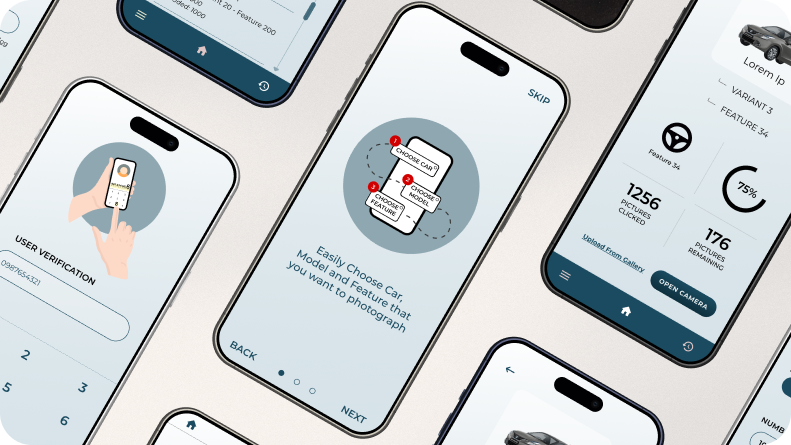 nt 20 - Feature 200
oded: 1000
USER VERIFICATION
0987654321
2
3
5
6
SKIP
1
CHOOSE CAR
2
CHOOSE
MODEL
3
CHOOSE
FEATURE
Easily Choose Car,
Model and Feature that
you want to photograph
BACK
NEXT
Lorem Ip
VARIANT 3
FEATURE 34
Feature 34
75%
1256
PICTURES
CLICKED
176
PICTURES
REMAINING
Upload From Gallery
OPEN CAMERA
NUMB